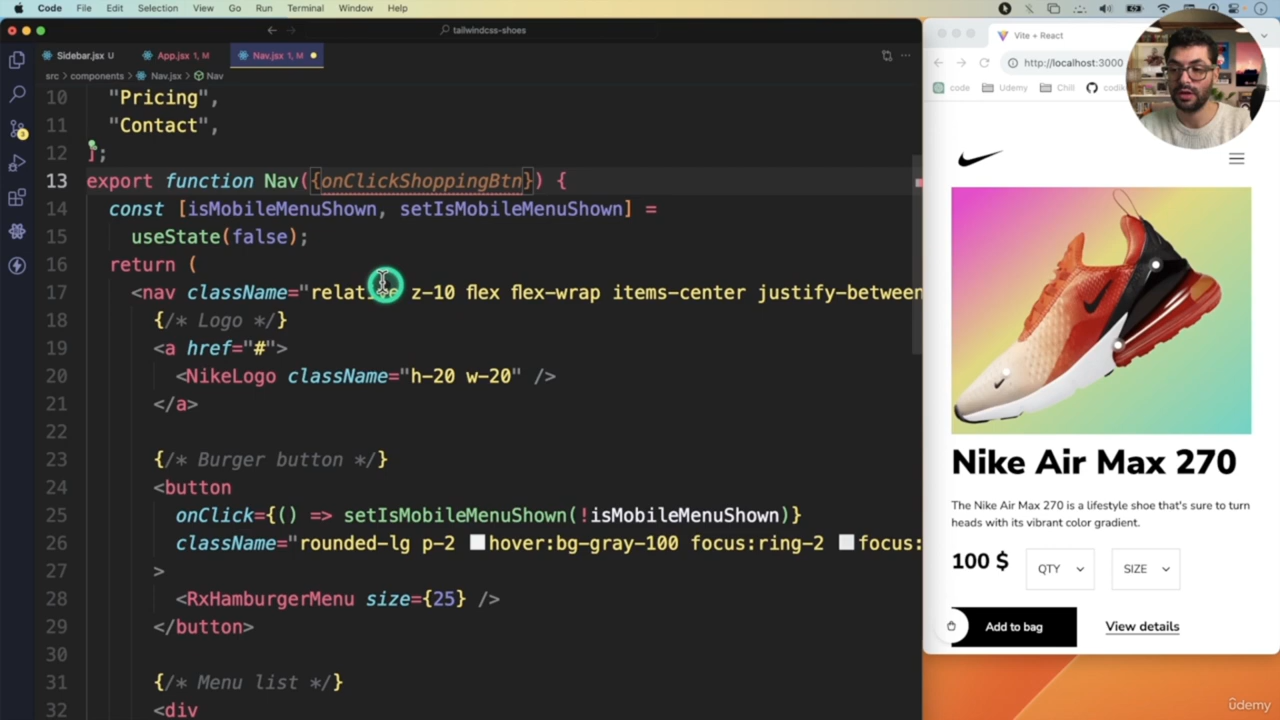 Code File Edit Selection View Go Run Terminal Window Help
tailwindcss-shoes
Sidebar.jsx U App.jsx 1, M Nav.jsx 1, M
src > components > Nav.jsx > Nav
10 "Pricing",
11 "Contact",
12 ];
13 export function Nav({onClickShoppingBtn}) {
14 const [isMobileMenuShown, setIsMobileMenuShown] =
15 useState(false);
16 return (
17 <nav className="relative z-10 flex flex-wrap items-center justify-between
18 {/* Logo */}
19 <a href="#">
20 <NikeLogo className="h-20 w-20" />
21 </a>
22
23 {/* Burger button */}
24 <button
25 onClick={() => setIsMobileMenuShown(!isMobileMenuShown)}
26 className="rounded-lg p-2 hover:bg-gray-100 focus:ring-2 focus:
27 >
28 <RxHamburgerMenu size={25} />
29 </button>
30
31 {/* Menu list */}
32 <div
Vite + React
http://localhost:3000
code Udemy Chill
Nike Air Max 270
The Nike Air Max 270 is a lifestyle shoe that's sure to turn
heads with its vibrant color gradient.
100 $ QTY SIZE
Add to bag View details
ûdemy